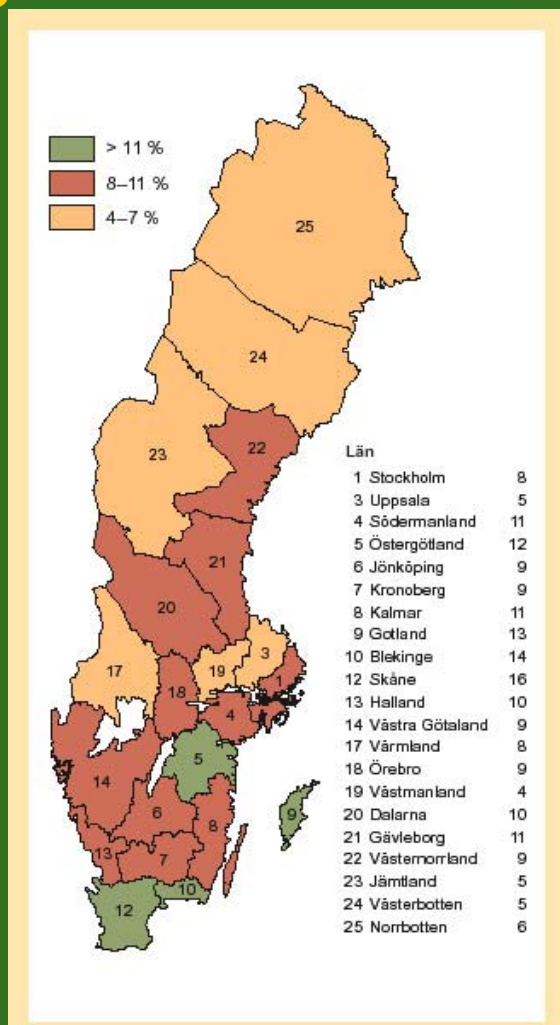 > 11 %
8–11 %
4–7 %
25
24
23
22
21
20
19
3
17
18
1
4
5
14
6
9
8
13
7
10
12
Län
1 Stockholm 8
3 Uppsala 5
4 Södermanland 11
5 Östergötland 12
6 Jönköping 9
7 Kronoberg 9
8 Kalmar 11
9 Gotland 13
10 Blekinge 14
12 Skåne 16
13 Halland 10
14 Västra Götaland 9
17 Värmland 8
18 Örebro 9
19 Västmanland 4
20 Dalarna 10
21 Gävleborg 11
22 Västernorrland 9
23 Jämtland 5
24 Västerbotten 5
25 Norrbotten 6